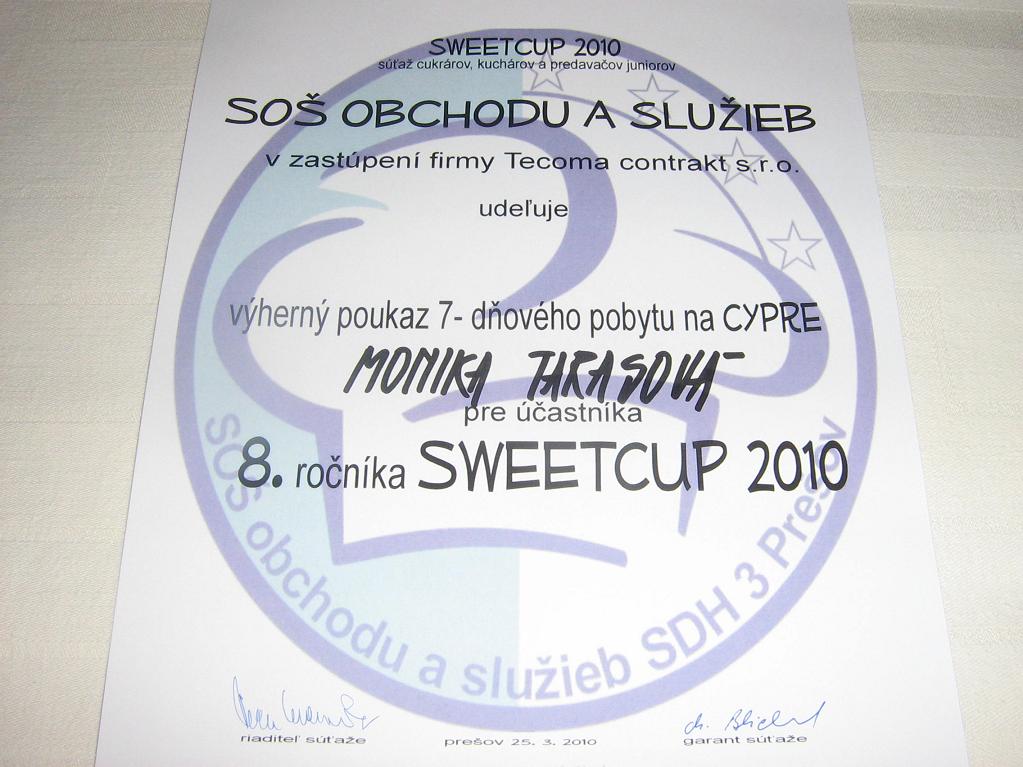 SWEETCUP 2010
súťaž cukrárov, kuchárov a predavačov juniorov
SOŠ OBCHODU A SLUŽIEB
v zastúpení firmy Tecoma contrakt s.r.o.
udeľuje
výherný poukaz 7- dňového pobytu na CYPRE
MONIKA TARASOVÁ
pre účastníka
8. ročníka SWEETCUP 2010
SOŠ obchodu a služieb SDH 3 Prešov
riaditeľ súťaže
prešov 25. 3. 2010
garant súťaže